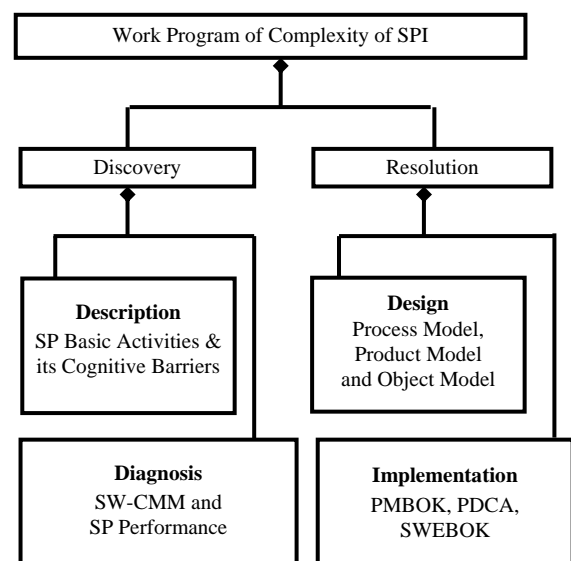 Work Program of Complexity of SPI
Discovery
Resolution
Description
SP Basic Activities &
its Cognitive Barriers
Design
Process Model,
Product Model
and Object Model
Diagnosis
SW-CMM and
SP Performance
Implementation
PMBOK, PDCA,
SWEBOK